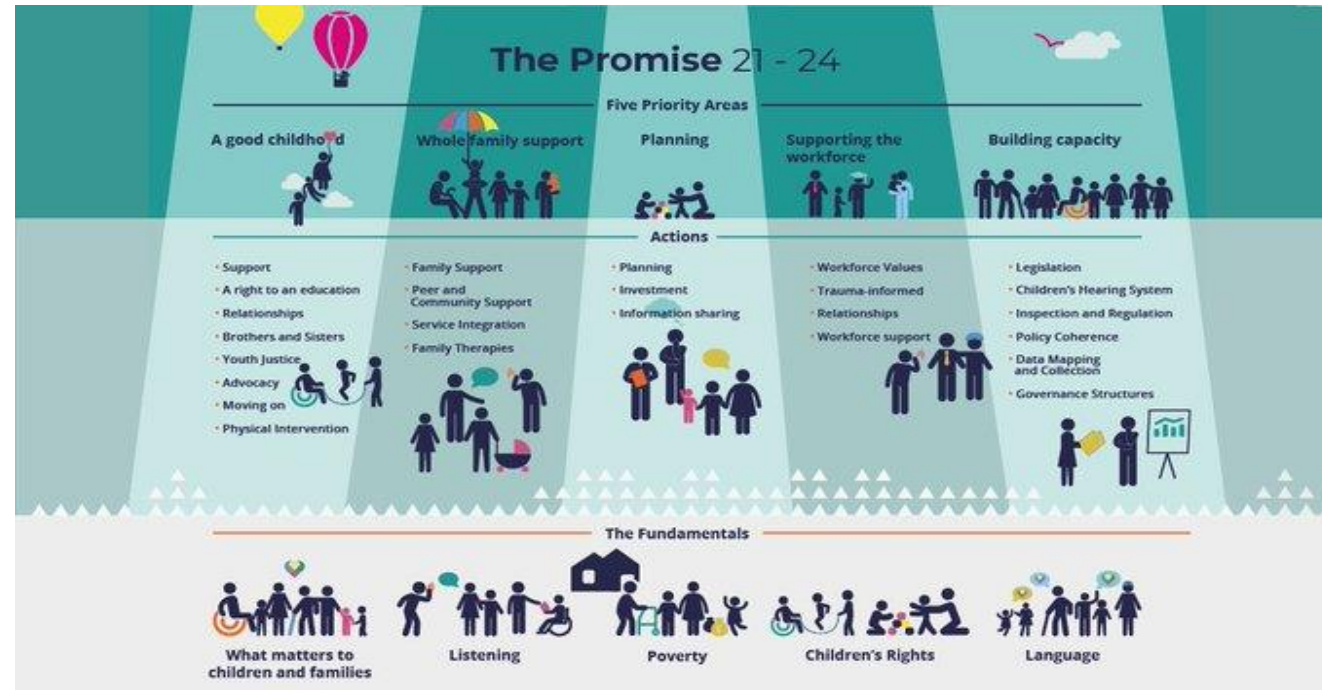 The Promise 21 - 24
Five Priority Areas
A good childhood
Whole family support
Planning
Supporting the
workforce
Building capacity
Actions
• Support
• A right to an education
• Relationships
• Brothers and Sisters
• Youth Justice
• Advocacy
• Moving on
• Physical Intervention
• Family Support
• Peer and
Community Support
• Service Integration
• Family Therapies
• Planning
• Investment
• Information sharing
• Workforce Values
• Trauma-informed
• Relationships
• Workforce support
• Legislation
• Children's Hearing System
• Inspection and Regulation
• Policy Coherence
• Data Mapping
and Collection
• Governance Structures
The Fundamentals
What matters to
children and families
Listening
Poverty
Children's Rights
Language